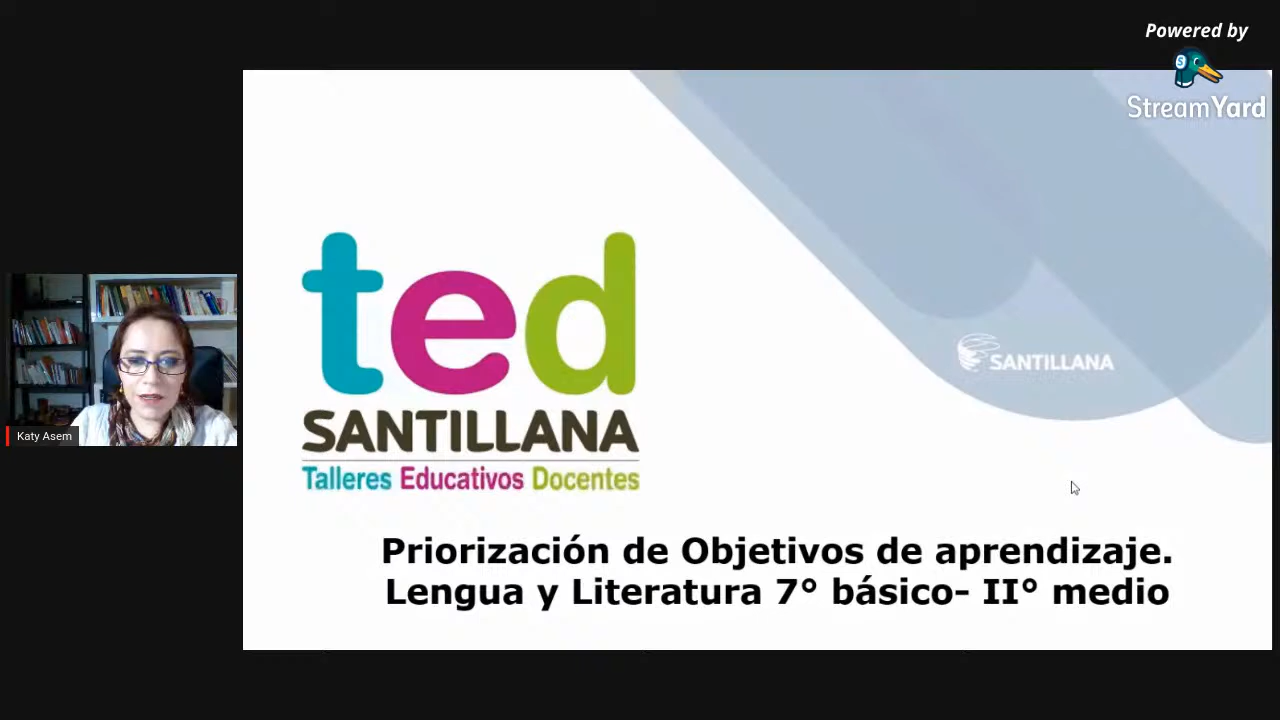 Powered by
StreamYard
ted
SANTILLANA
Talleres Educativos Docentes
SANTILLANA
Katy Asem
Priorización de Objetivos de aprendizaje.
Lengua y Literatura 7° básico- II° medio